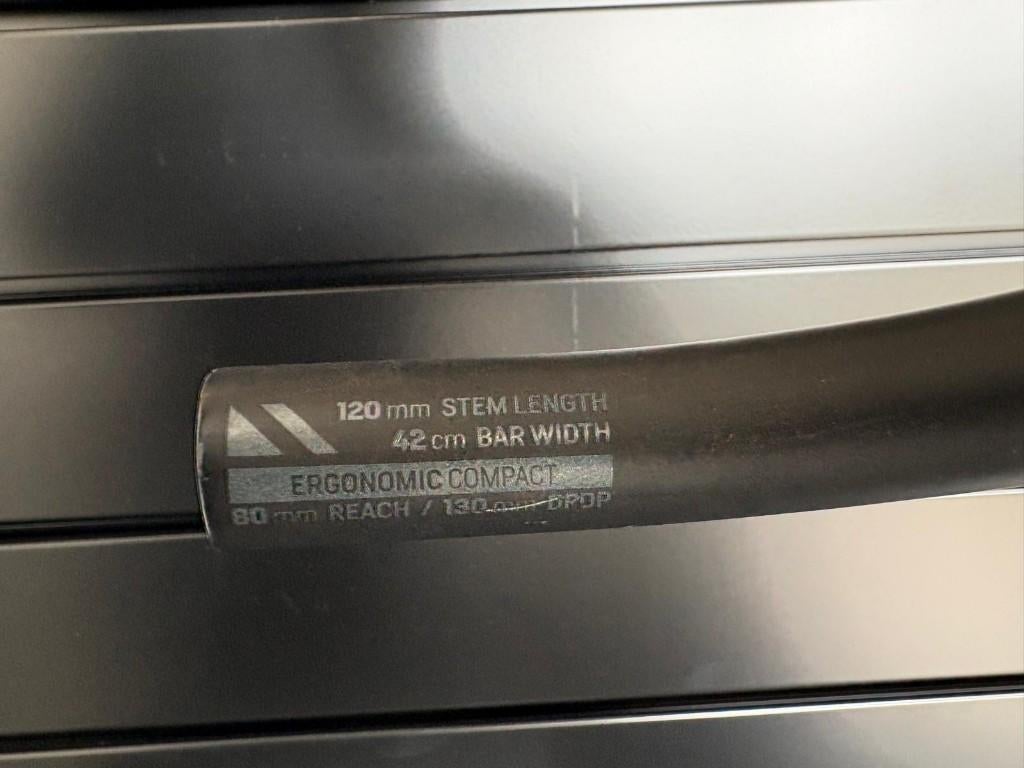 120 mm STEM LENGTH
42 cm BAR WIDTH
ERGONOMIC COMPACT
80 mm REACH / 130 mm DROP